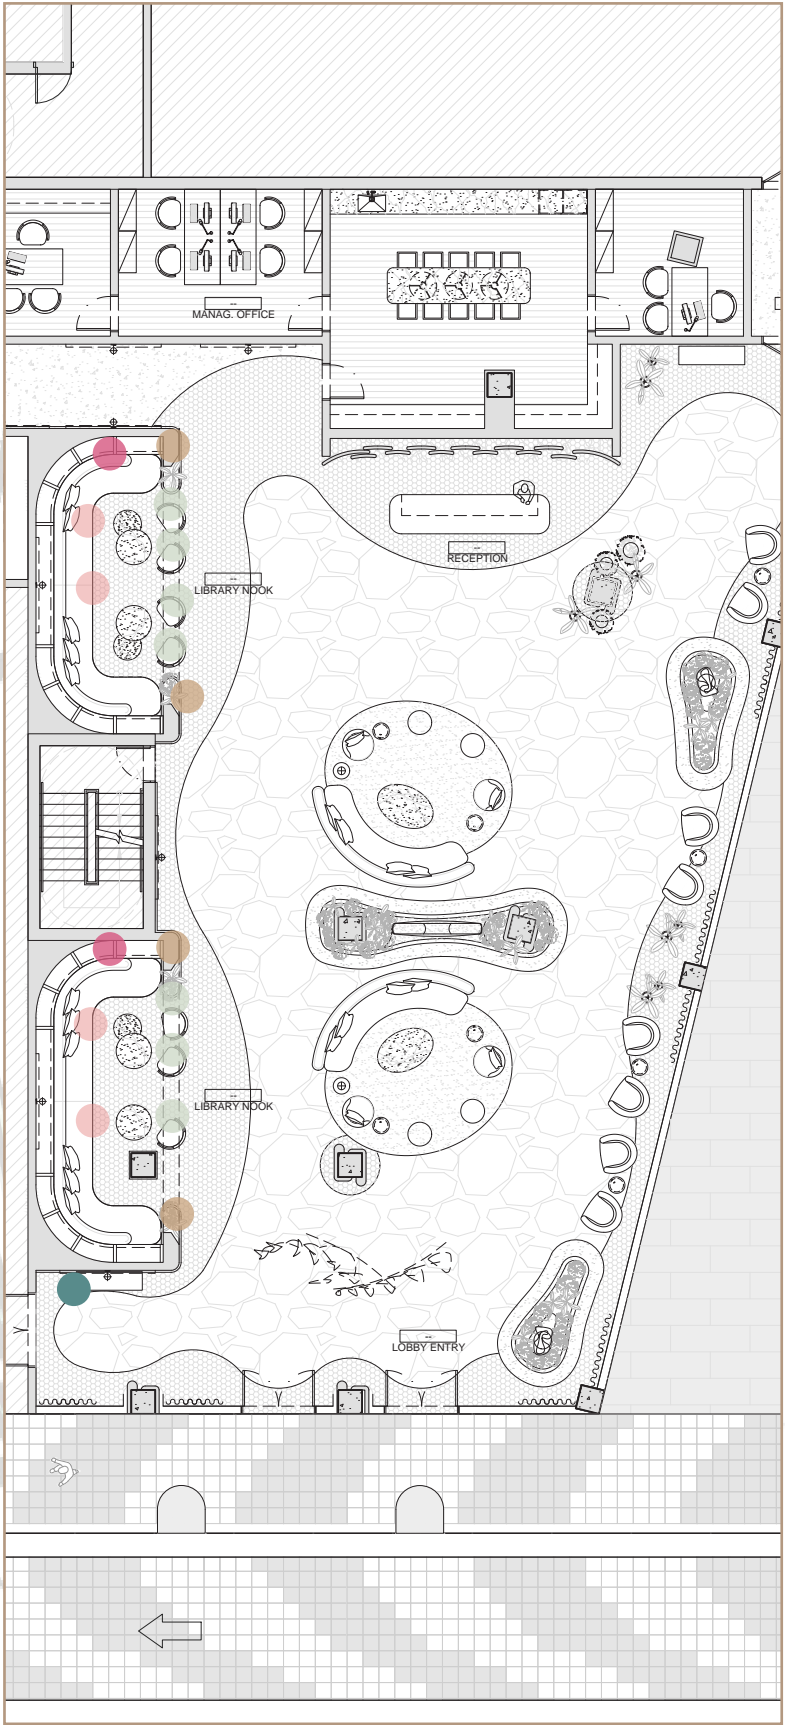 --
MANAG. OFFICE
--
RECEPTION
--
LIBRARY NOOK
--
LIBRARY NOOK
--
LOBBY ENTRY